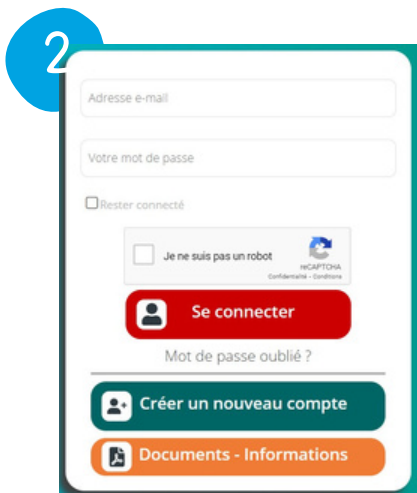 2
Adresse e-mail
Votre mot de passe
Rester connecté
Je ne suis pas un robot
reCAPTCHA
Confidentialité - Conditions
Se connecter
Mot de passe oublié ?
Créer un nouveau compte
Documents - Informations